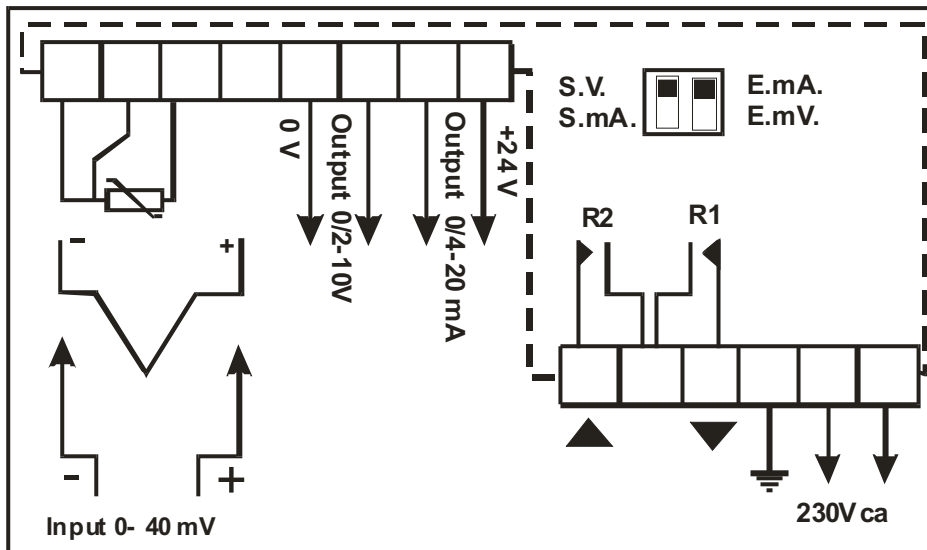 0 V
Output 0/2-10V
Output 0/4-20 mA
+24 V
S.V.
S.mA.
E.mA.
E.mV.
R2
R1
-
+
-
+
Input 0- 40 mV
230V ca